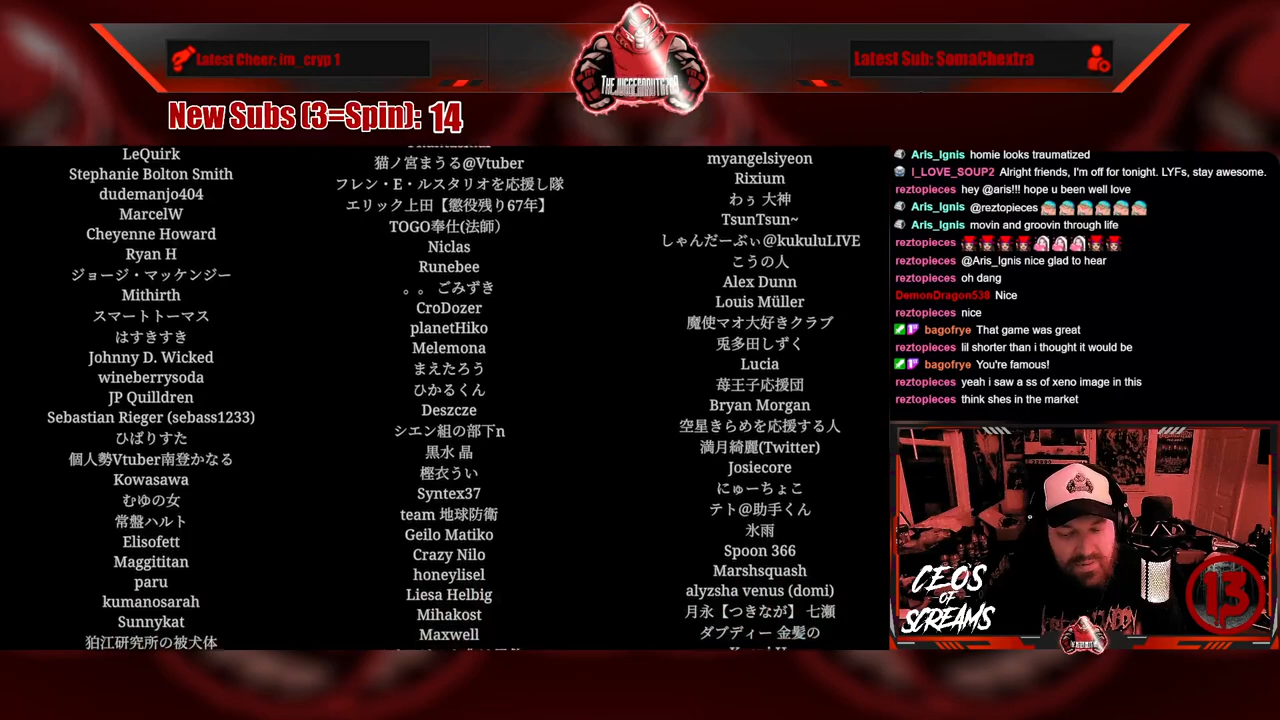 Latest Cheer: im_cryp 1
THEJUGGERNAUT6789
Latest Sub: SomaChextra
New Subs (3=Spin): 14
LeQuirk
Stephanie Bolton Smith
dudemanjo404
MarcelW
Cheyenne Howard
Ryan H
ジョージ・マッケンジー
Mithirth
スマートトーマス
はすきすき
Johnny D. Wicked
wineberrysoda
JP Quilldren
Sebastian Rieger (sebass1233)
ひばりすた
個人勢Vtuber南登かなる
Kowasawa
むゆの女
常盤ハルト
Elisofett
Maggititan
paru
kumanosarah
Sunnykat
狛江研究所の被犬体
猫ノ宮まうる@Vtuber
フレン・E・ルスタリオを応援し隊
エリック上田【懲役残り67年】
TOGO奉仕(法師）
Niclas
Runebee
。。 ごみずき
CroDozer
planetHiko
Melemona
まえたろう
ひかるくん
Deszcze
シエン組の部下n
黒水 晶
樫衣うい
Syntex37
team 地球防衛
Geilo Matiko
Crazy Nilo
honeylisel
Liesa Helbig
Mihakost
Maxwell
myangelsiyeon
Rixium
わぅ 大神
TsunTsun~
しゃんだーぶぃ@kukuluLIVE
こうの人
Alex Dunn
Louis Müller
魔使マオ大好きクラブ
兎多田しずく
Lucia
苺王子応援団
Bryan Morgan
空星きらめを応援する人
満月綺麗(Twitter)
Josiecore
にゅーちょこ
テト@助手くん
氷雨
Spoon 366
Marshsquash
alyzsha venus (domi)
月永【つきなが】 七瀬
ダブディー 金髪の
Aris_Ignis homie looks traumatized
I_LOVE_SOUP2 Alright friends, I'm off for tonight. LYFs, stay awesome.
reztopieces hey @aris!!! hope u been well love
Aris_Ignis @reztopieces
Aris_Ignis movin and groovin through life
reztopieces
reztopieces @Aris_Ignis nice glad to hear
reztopieces oh dang
DemonDragon538 Nice
reztopieces nice
bagofrye That game was great
reztopieces lil shorter than i thought it would be
bagofrye You're famous!
reztopieces yeah i saw a ss of xeno image in this
reztopieces think shes in the market
CEOS
OF
SCREAMS
13